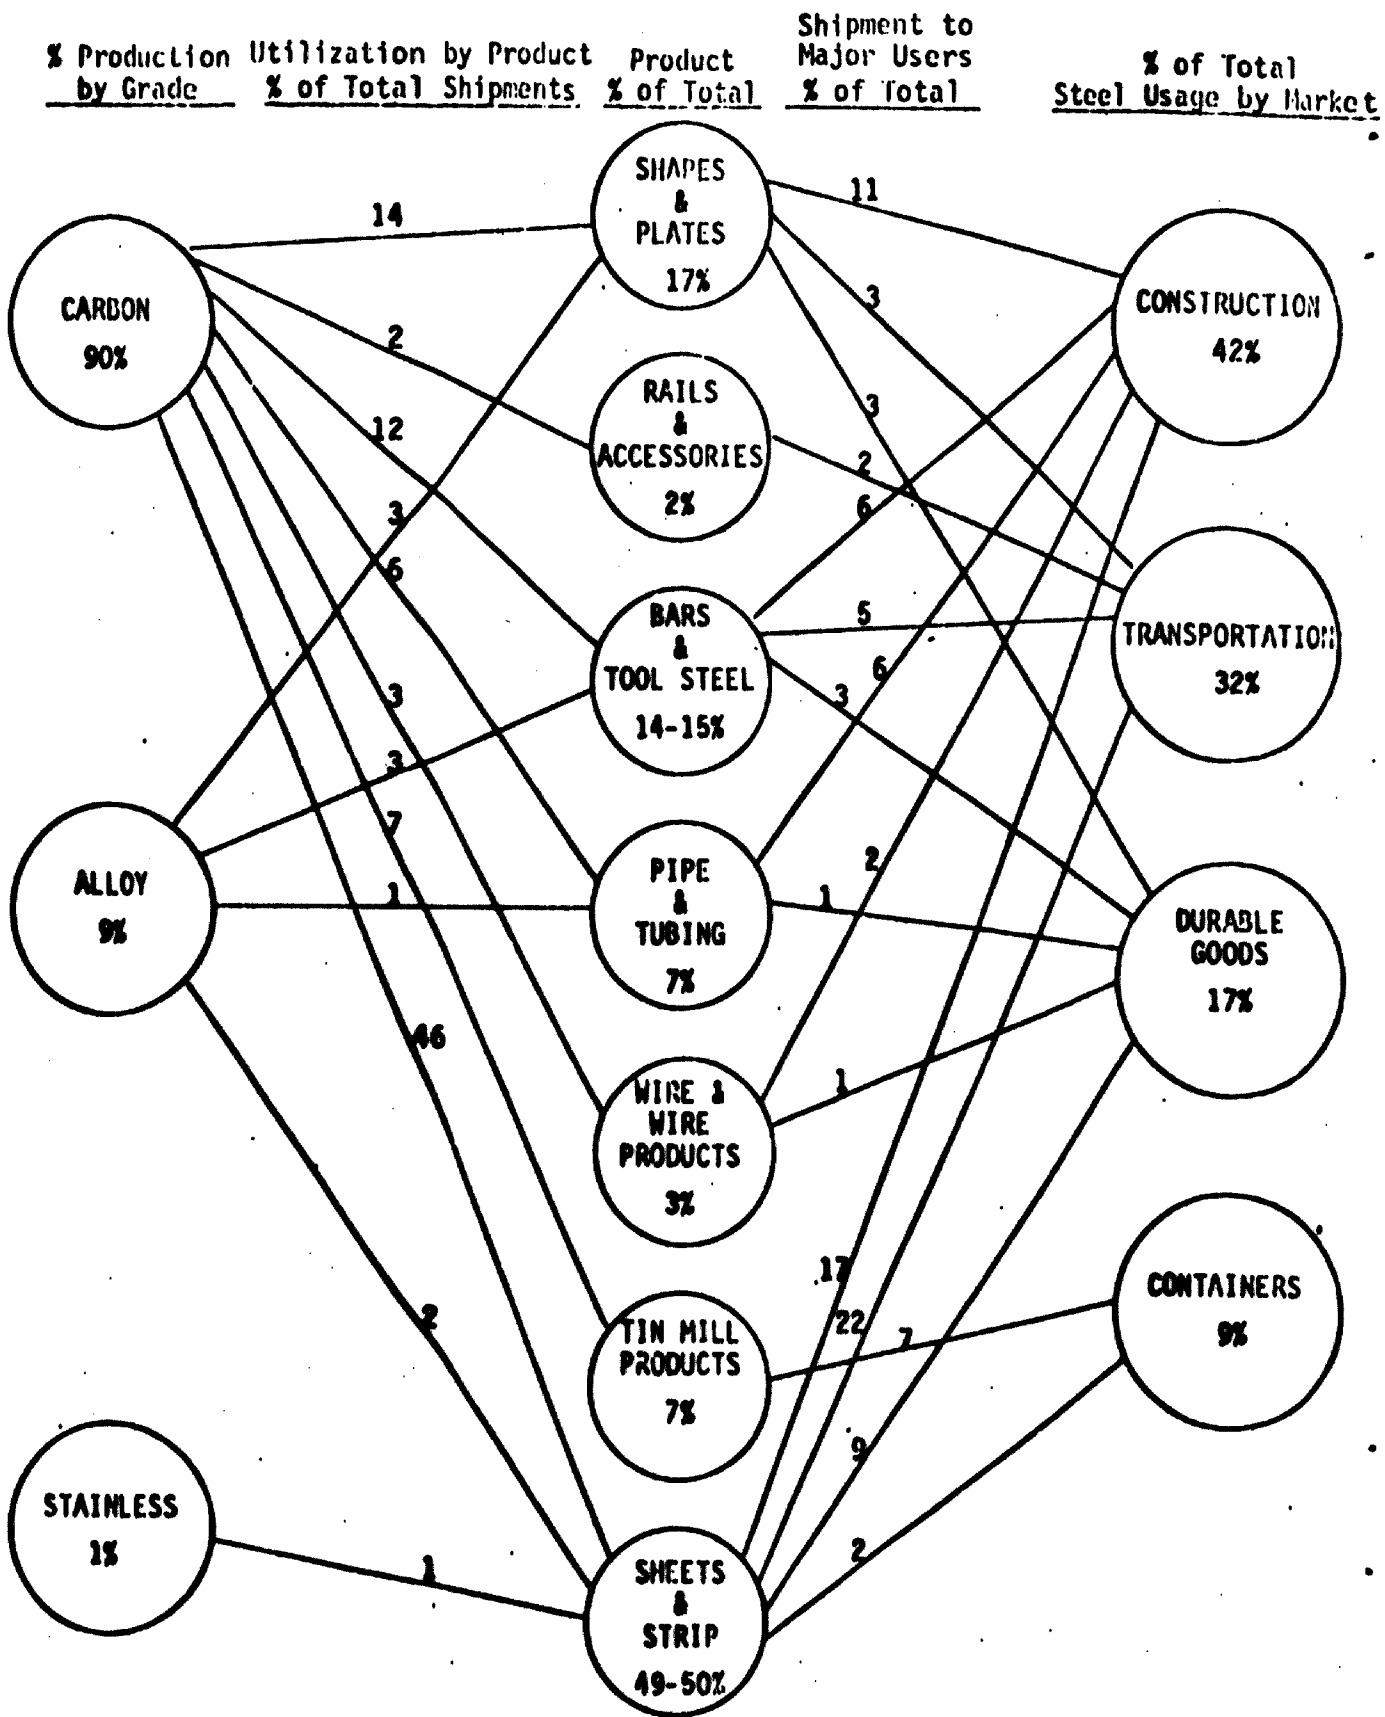 % Production by Grade
Utilization by Product
% of Total Shipments
Product
% of Total
Shipment to
Major Users
% of Total
% of Total
Steel Usage by Market
CARBON
90%
ALLOY
9%
STAINLESS
1%
14
2
12
3
6
3
3
7
1
46
2
1
SHAPES
&
PLATES
17%
RAILS
&
ACCESSORIES
2%
BARS
&
TOOL STEEL
14-15%
PIPE
&
TUBING
7%
WIRE &
WIRE
PRODUCTS
3%
TIN MILL
PRODUCTS
7%
SHEETS
&
STRIP
49-50%
11
3
3
2
6
5
6
3
2
1
1
17
22
7
9
2
CONSTRUCTION
42%
TRANSPORTATION
32%
DURABLE
GOODS
17%
CONTAINERS
9%